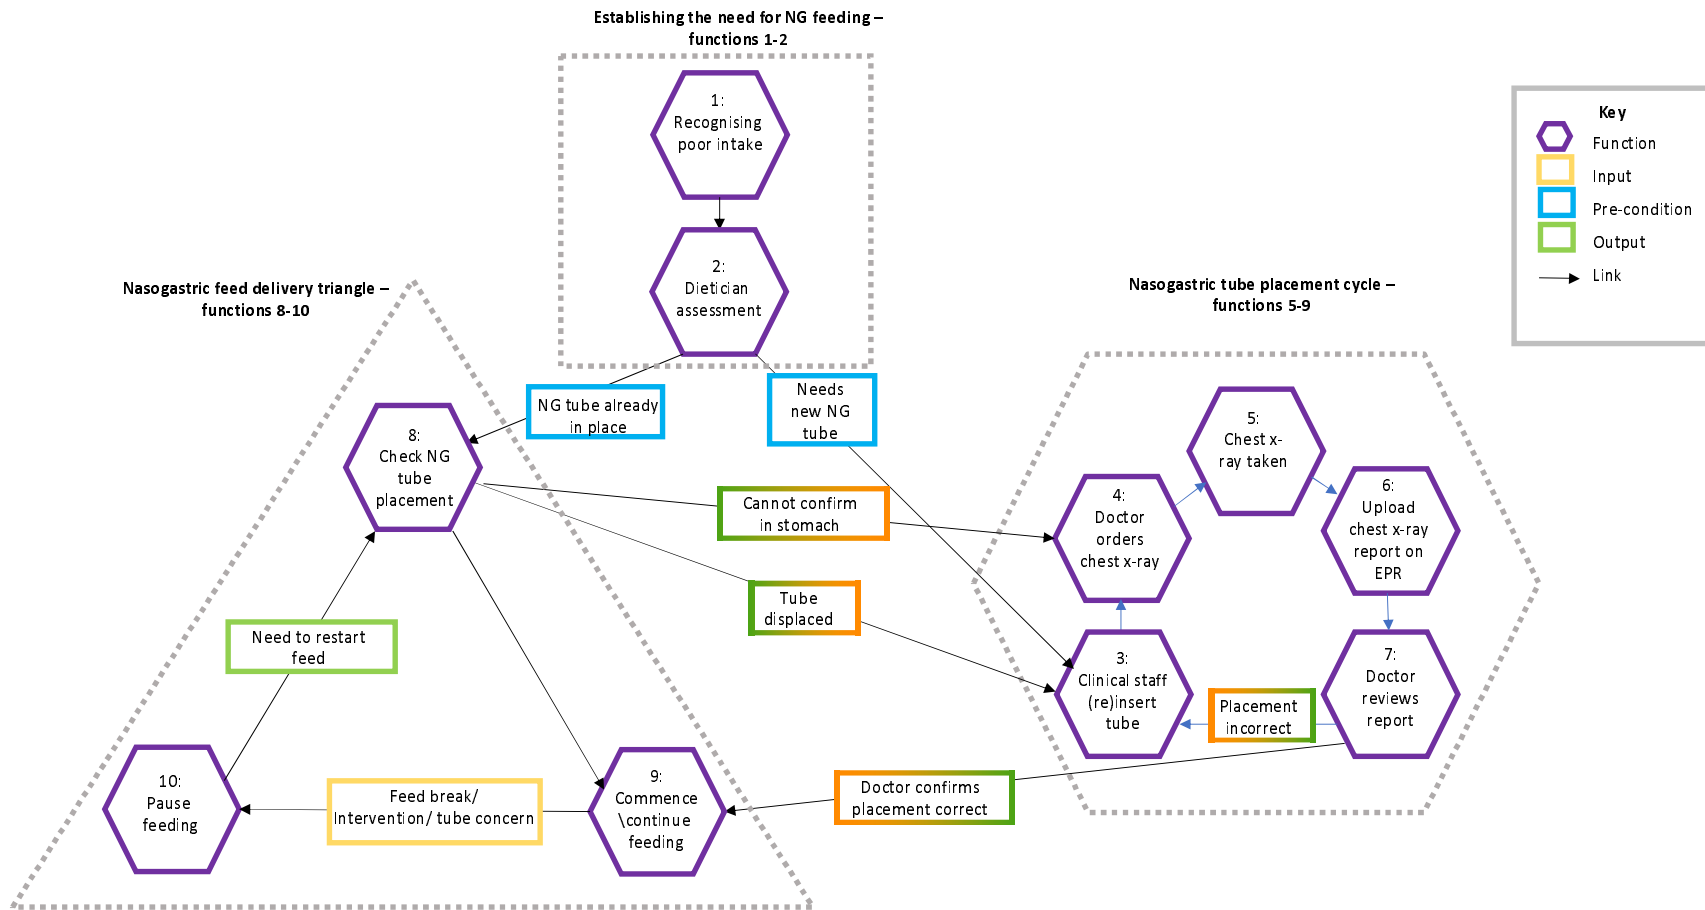 Establishing the need for NG feeding –
functions 1-2
1:
Recognising
poor intake
2:
Dietician
assessment
Key
Function
Input
Pre-condition
Output
Link
Nasogastric feed delivery triangle –
functions 8-10
Nasogastric tube placement cycle –
functions 5-9
NG tube already
in place
Needs
new NG
tube
8:
Check NG
tube
placement
Cannot confirm
in stomach
Tube
displaced
Need to restart
feed
10:
Pause
feeding
Feed break/
Intervention/ tube concern
9:
Commence
\continue
feeding
Doctor confirms
placement correct
5:
Chest x-
ray taken
4:
Doctor
orders
chest x-ray
6:
Upload
chest x-ray
report on
EPR
3:
Clinical staff
(re)insert
tube
Placement
incorrect
7:
Doctor
reviews
report